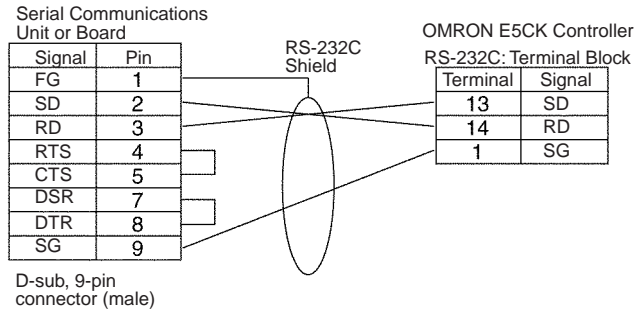 Serial Communications
Unit or Board
OMRON E5CK Controller
RS-232C
Shield
RS-232C: Terminal Block
Signal Pin
FG 1
SD 2
RD 3
RTS 4
CTS 5
DSR 7
DTR 8
SG 9
Terminal Signal
13 SD
14 RD
1 SG
D-sub, 9-pin
connector (male)